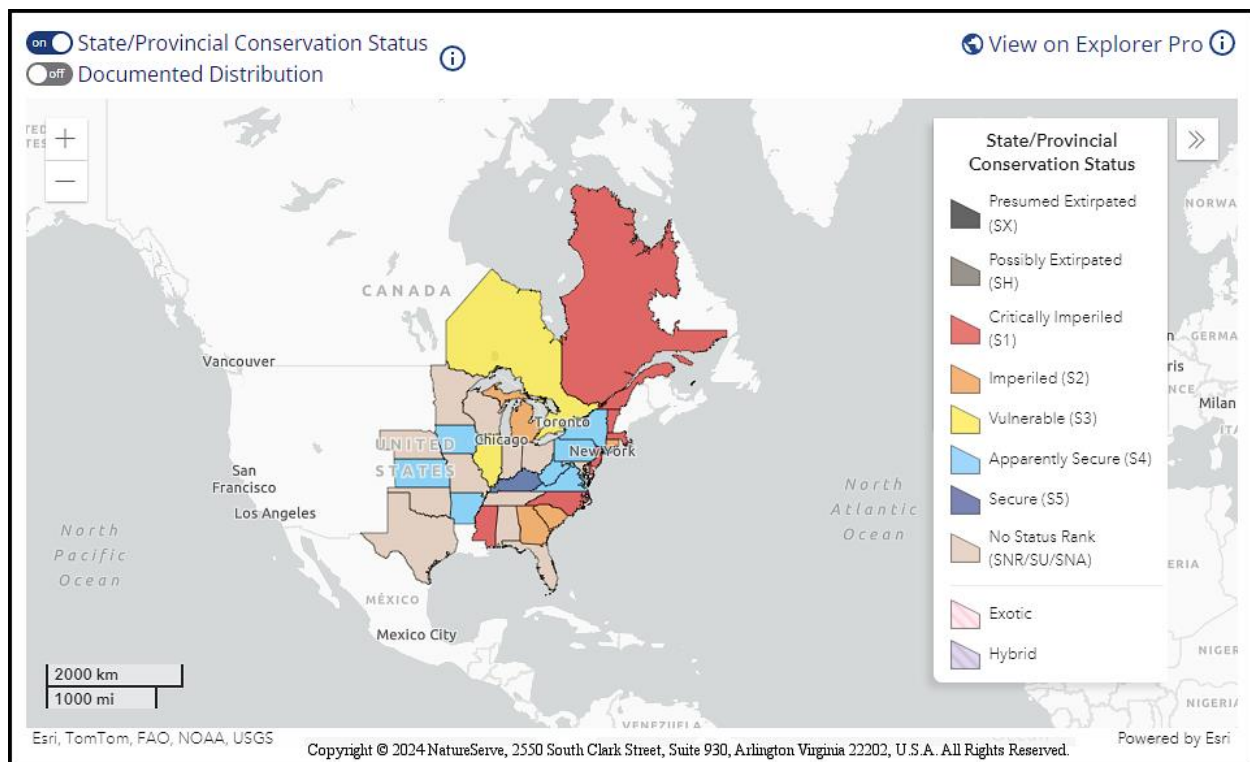 on State/Provincial Conservation Status
off Documented Distribution
View on Explorer Pro
State/Provincial
Conservation Status
Presumed Extirpated
(SX)
Possibly Extirpated
(SH)
Critically Imperiled
(S1)
Imperiled (S2)
Vulnerable (S3)
Apparently Secure (S4)
Secure (S5)
No Status Rank
(SNR/SU/SNA)
Exotic
Hybrid
CANADA
Vancouver
Toronto
Chicago
New York
UNITED
STATES
San
Francisco
Los Angeles
North
Pacific
Ocean
North
Atlantic
Ocean
MÉXICO
Mexico City
VENEZUELA
NORWA
GERMA
Milan
NIGER
NIGERIA
2000 km
1000 mi
Esri, TomTom, FAO, NOAA, USGS
Copyright © 2024 NatureServe, 2550 South Clark Street, Suite 930, Arlington Virginia 22202, U.S.A. All Rights Reserved.
Powered by Esri